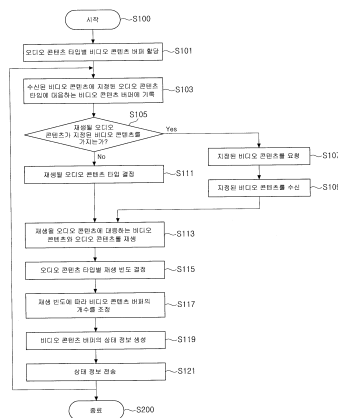 시작
S100
오디오 콘텐츠 타입별 비디오 콘텐츠 버퍼 할당
S101
수신된 비디오 콘텐츠에 지정된 오디오 콘텐츠
타입에 대응하는 비디오 콘텐츠 버퍼에 기록
S103
S105
재생될 오디오
콘텐츠가 지정된 비디오 콘텐츠를
가지는가?
Yes
No
지정된 비디오 콘텐츠를 요청
S107
재생될 오디오 콘텐츠 타입 결정
S111
지정된 비디오 콘텐츠를 수신
S109
재생될 오디오 콘텐츠에 대응하는 비디오
콘텐츠와 오디오 콘텐츠를 재생
S113
오디오 콘텐츠 타입별 재생 빈도 결정
S115
재생 빈도에 따라 비디오 콘텐츠 버퍼의
개수를 조정
S117
비디오 콘텐츠 버퍼의 상태 정보 생성
S119
상태 정보 전송
S121
종료
S200